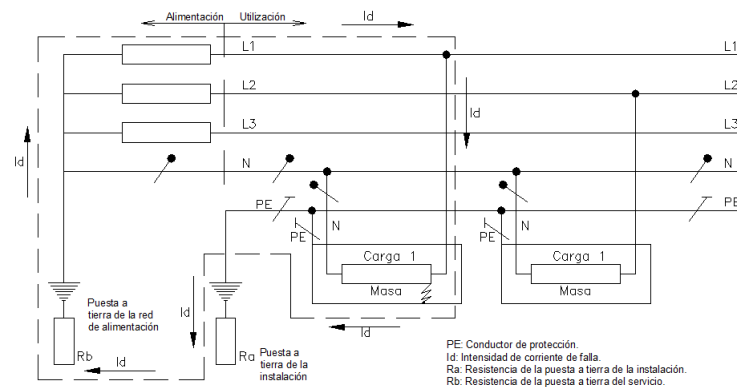 Alimentación Utilización
Id
L1 L1
L2 L2
Id
L3 L3
Id
N N
PE PE
N N
PE PE
Carga 1 Carga 1
Masa Masa
Puesta a
tierra de la red
de alimentación
Id
Id
Rb
Id
Ra
Puesta a
tierra de la
instalación
PE: Conductor de protección.
Id: Intensidad de corriente de falla.
Ra: Resistencia de la puesta a tierra de la instalación.
Rb: Resistencia de la puesta a tierra del servicio.